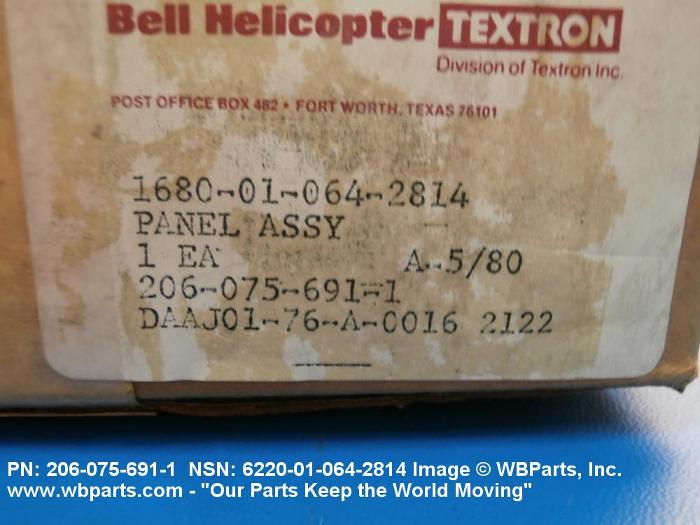 Bell Helicopter TEXTRON
Division of Textron Inc.
POST OFFICE BOX 482 • FORT WORTH, TEXAS 76101
1680-01-064-2814
PANEL ASSY
1 EA A-5/80
206-075-691-1
DAAJ01-76-A-0016 2122
PN: 206-075-691-1 NSN: 6220-01-064-2814 Image © WBParts, Inc.
www.wbparts.com - "Our Parts Keep the World Moving"